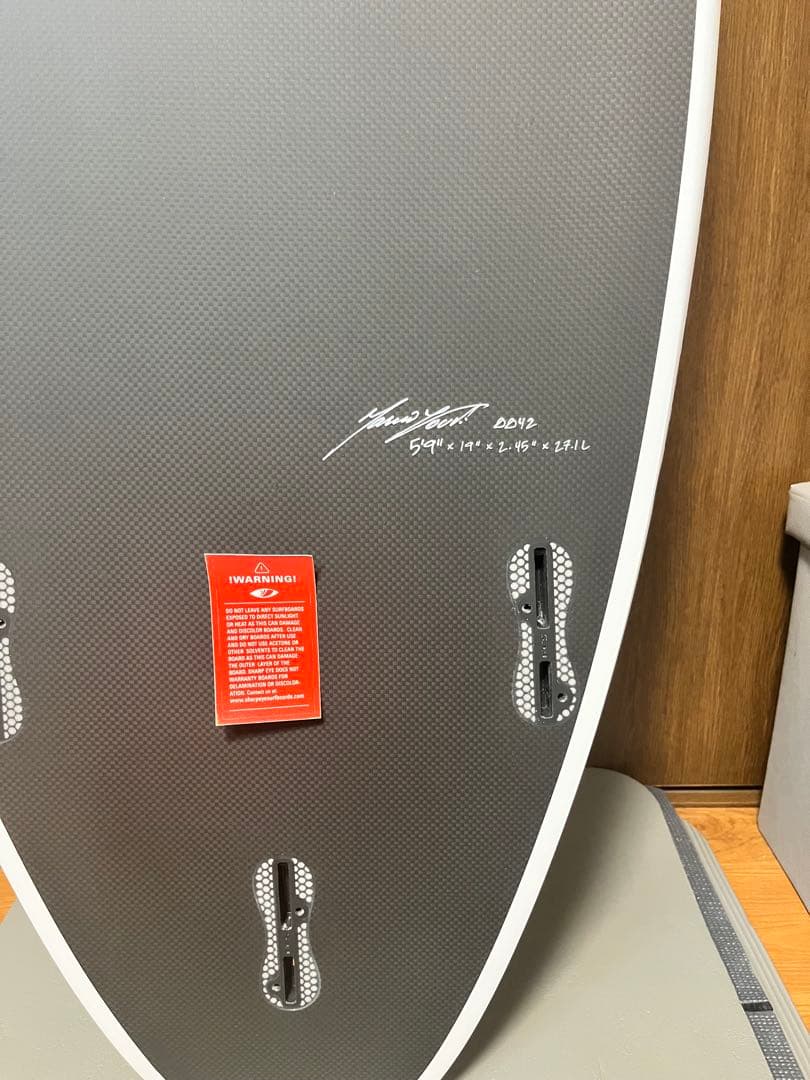 DD42
5'9" x 19" x 2.45" x 27.1L
!WARNING!
DO NOT LEAVE ANY SURFBOARDS
EXPOSED TO DIRECT SUNLIGHT
OR HEAT AS THIS CAN DAMAGE
AND DISCOLOR BOARDS. CLEAN
AND DRY BOARDS AFTER USE
AND DO NOT USE ACETONE OR
OTHER SOLVENTS TO CLEAN THE
BOARD AS THIS CAN DAMAGE
THE OUTER LAYER OF THE
BOARD. SHARP EYE DOES NOT
WARRANTY BOARDS FOR
DELAMINATION OR DISCOLOR-
ATION. Contact us at:
www.sharpeyesurfboards.com